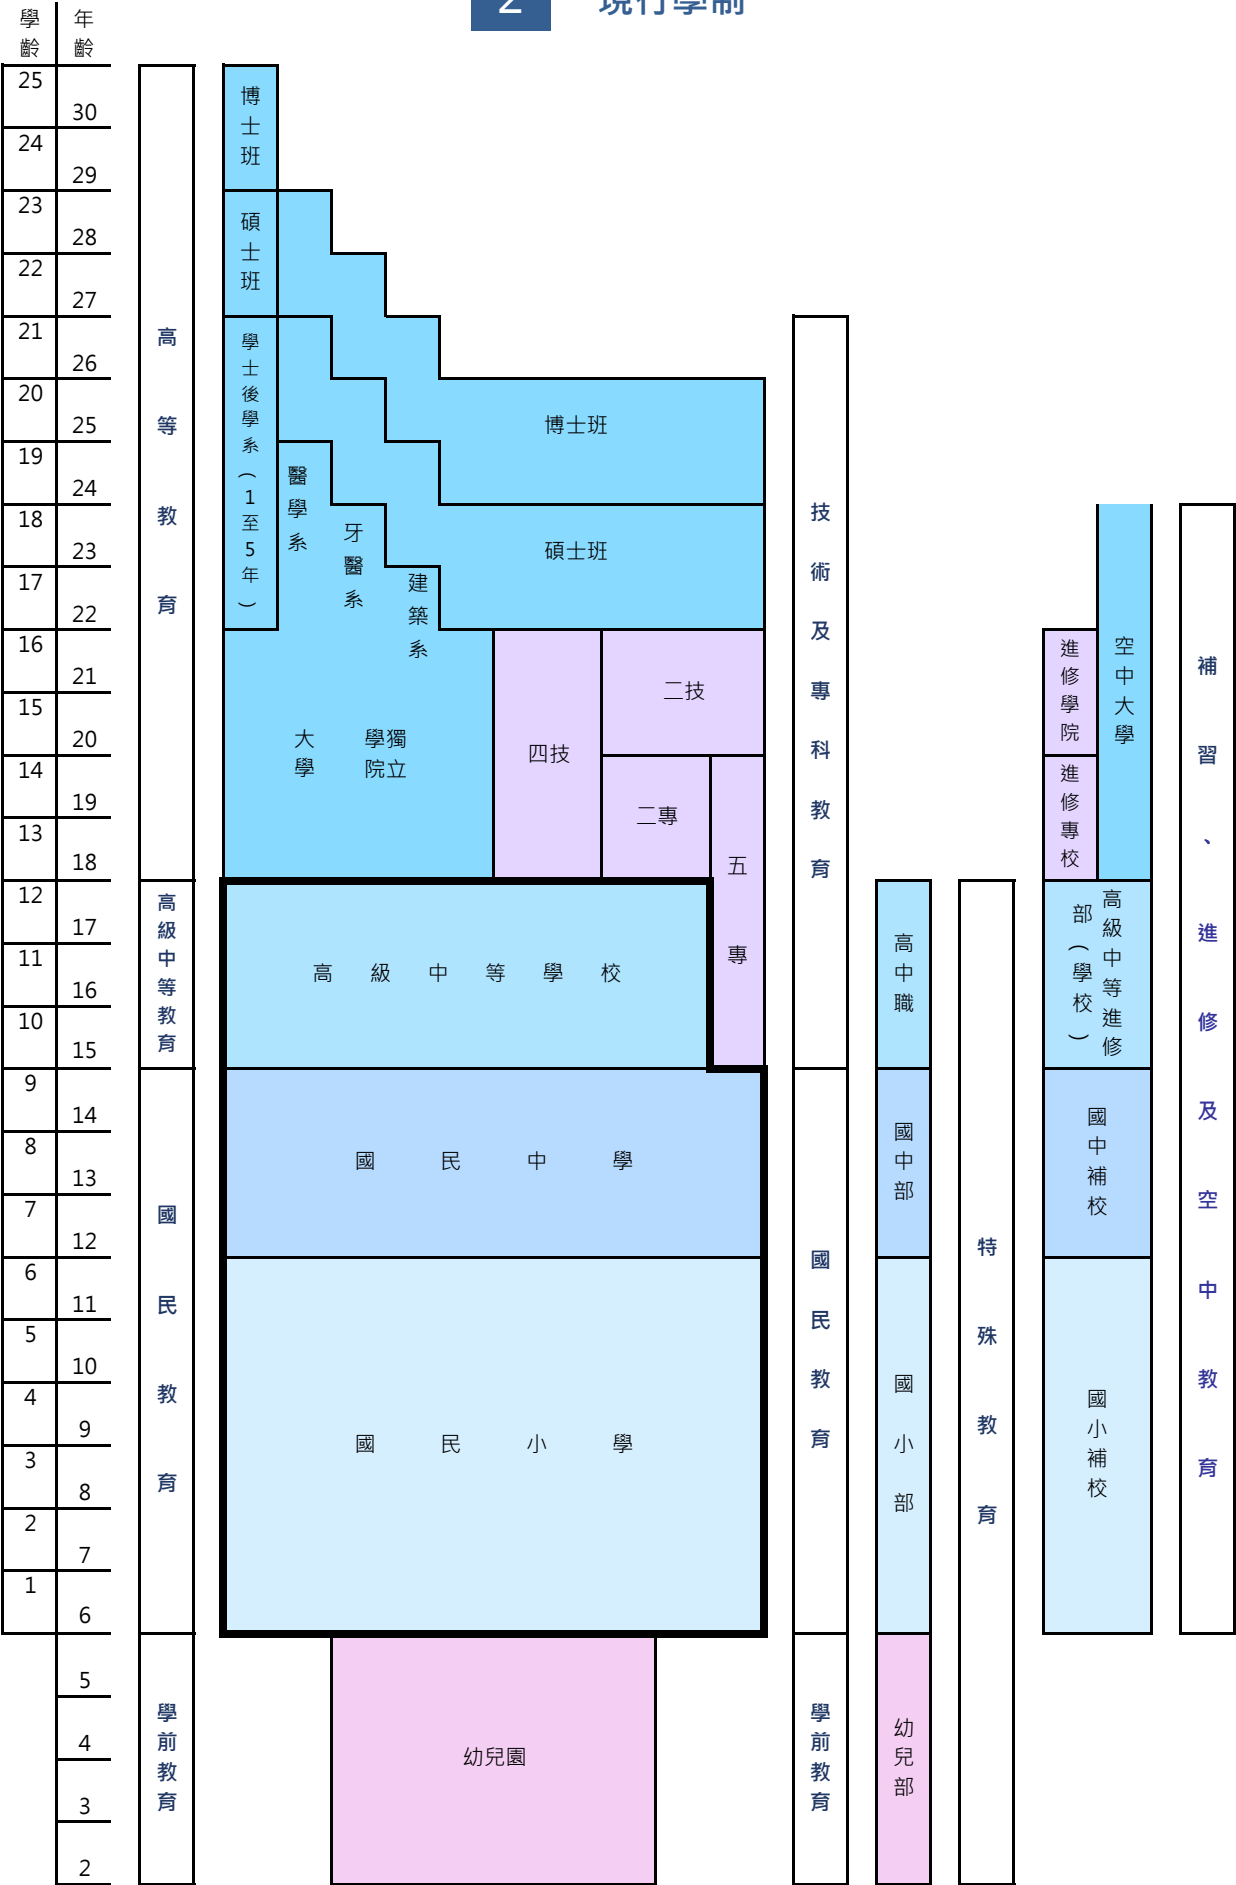 2 現行學制
學齡
年齡
25
30
24
29
23
28
22
27
21
26
20
25
19
24
18
23
17
22
16
21
15
20
14
19
13
18
12
17
11
16
10
15
9
14
8
13
7
12
6
11
5
10
4
9
3
8
2
7
1
6
5
4
3
2
高等教育
高級中等教育
國民教育
學前教育
博士班
碩士班
學士後學系(1至5年)
醫學系
牙醫系
建築系
博士班
碩士班
大學
獨立學院
四技
二技
二專
五專
高級中等學校
國民中學
國民小學
幼兒園
技術及專科教育
國民教育
學前教育
高中職
國中部
國小部
幼兒部
特殊教育
進修學院
進修專校
空中大學
高級中等進修部(學校)
國中補校
國小補校
補習、進修及空中教育